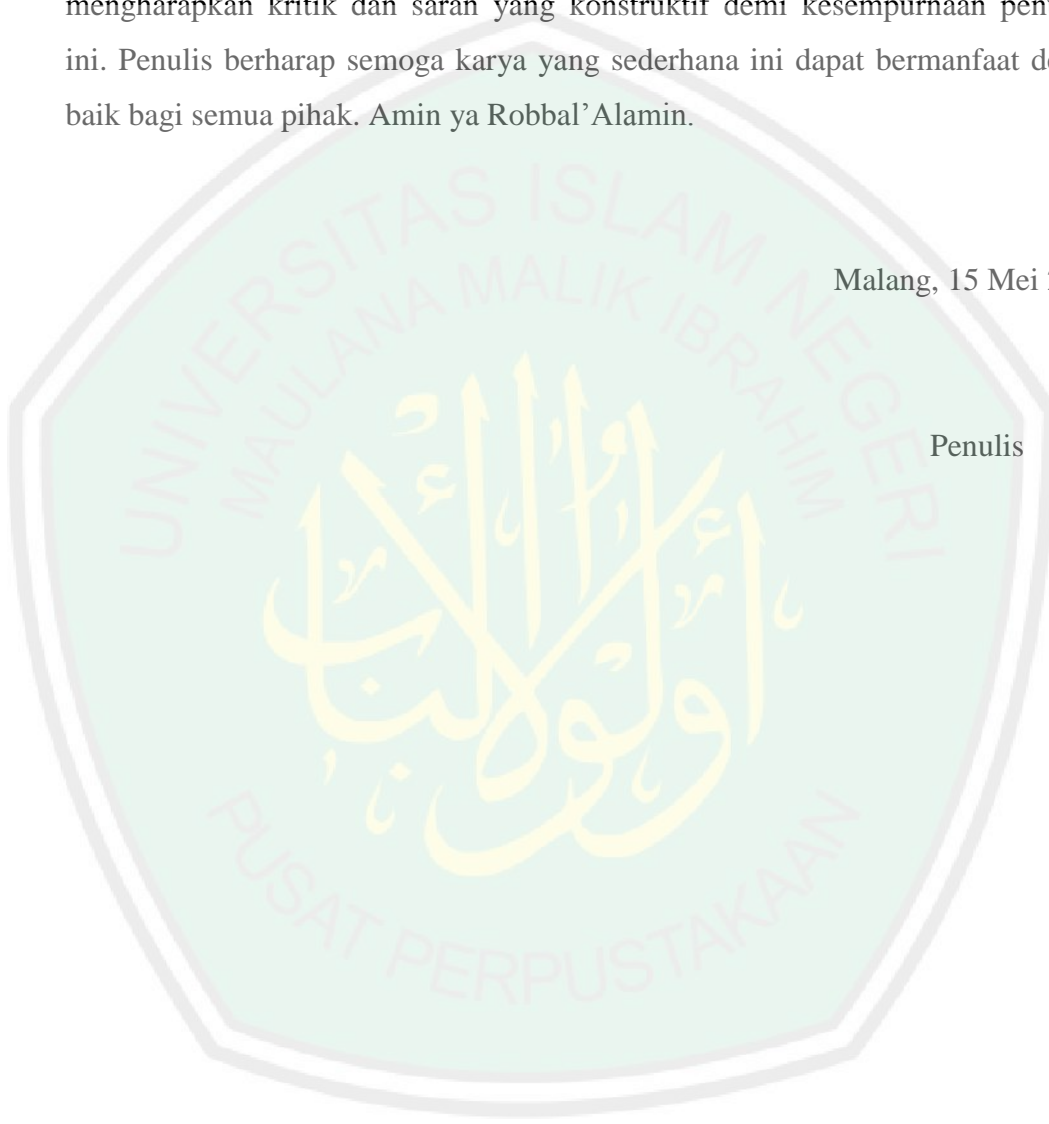 mengharapkan kritik dan saran yang konstruktif demi kesempurnaan
ini. Penulis berharap semoga karya yang sederhana ini dapat bermanfaat
baik bagi semua pihak. Amin ya Robbal’Alamin.
Malang, 15 Mei
Penulis
UNIVERSITAS ISLAM NEGERI
MAULANA MALIK IBRAHIM
أولوا الألباب
PUSAT PERPUSTAKAAN